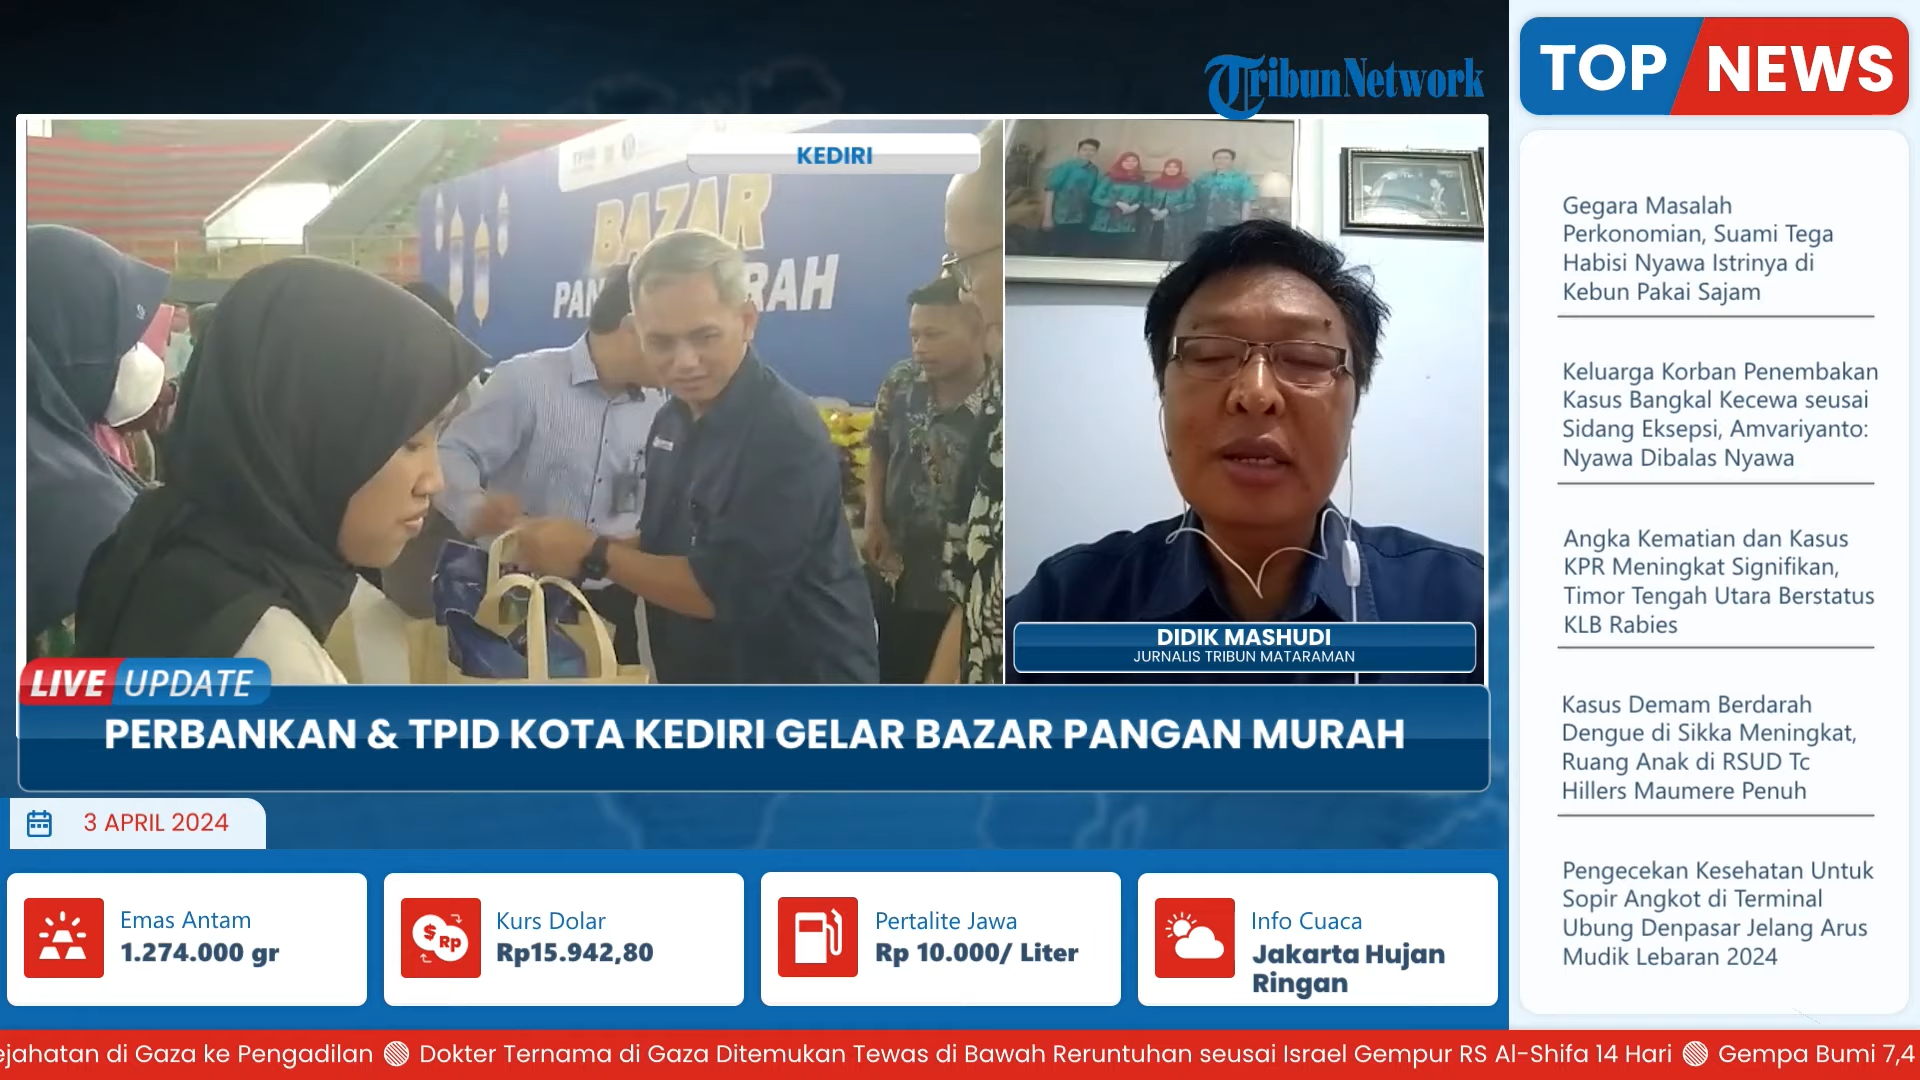 TribunNetwork
TOP NEWS
KEDIRI
BAZAR
DIDIK MASHUDI
JURNALIS TRIBUN MATARAMAN
LIVE UPDATE
PERBANKAN & TPID KOTA KEDIRI GELAR BAZAR PANGAN MURAH
3 APRIL 2024
Emas Antam
1.274.000 gr
Kurs Dolar
Rp15.942,80
$ Rp
Pertalite Jawa
Rp 10.000/ Liter
Info Cuaca
Jakarta Hujan
Ringan
Gegara Masalah
Perkonomian, Suami Tega
Habisi Nyawa Istrinya di
Kebun Pakai Sajam
Keluarga Korban Penembakan
Kasus Bangkal Kecewa seusai
Sidang Eksepsi, Amvariyanto:
Nyawa Dibalas Nyawa
Angka Kematian dan Kasus
KPR Meningkat Signifikan,
Timor Tengah Utara Berstatus
KLB Rabies
Kasus Demam Berdarah
Dengue di Sikka Meningkat,
Ruang Anak di RSUD Tc
Hillers Maumere Penuh
Pengecekan Kesehatan Untuk
Sopir Angkot di Terminal
Ubung Denpasar Jelang Arus
Mudik Lebaran 2024
ejahatan di Gaza ke Pengadilan Dokter Ternama di Gaza Ditemukan Tewas di Bawah Reruntuhan seusai Israel Gempur RS Al-Shifa 14 Hari Gempa Bumi 7,4